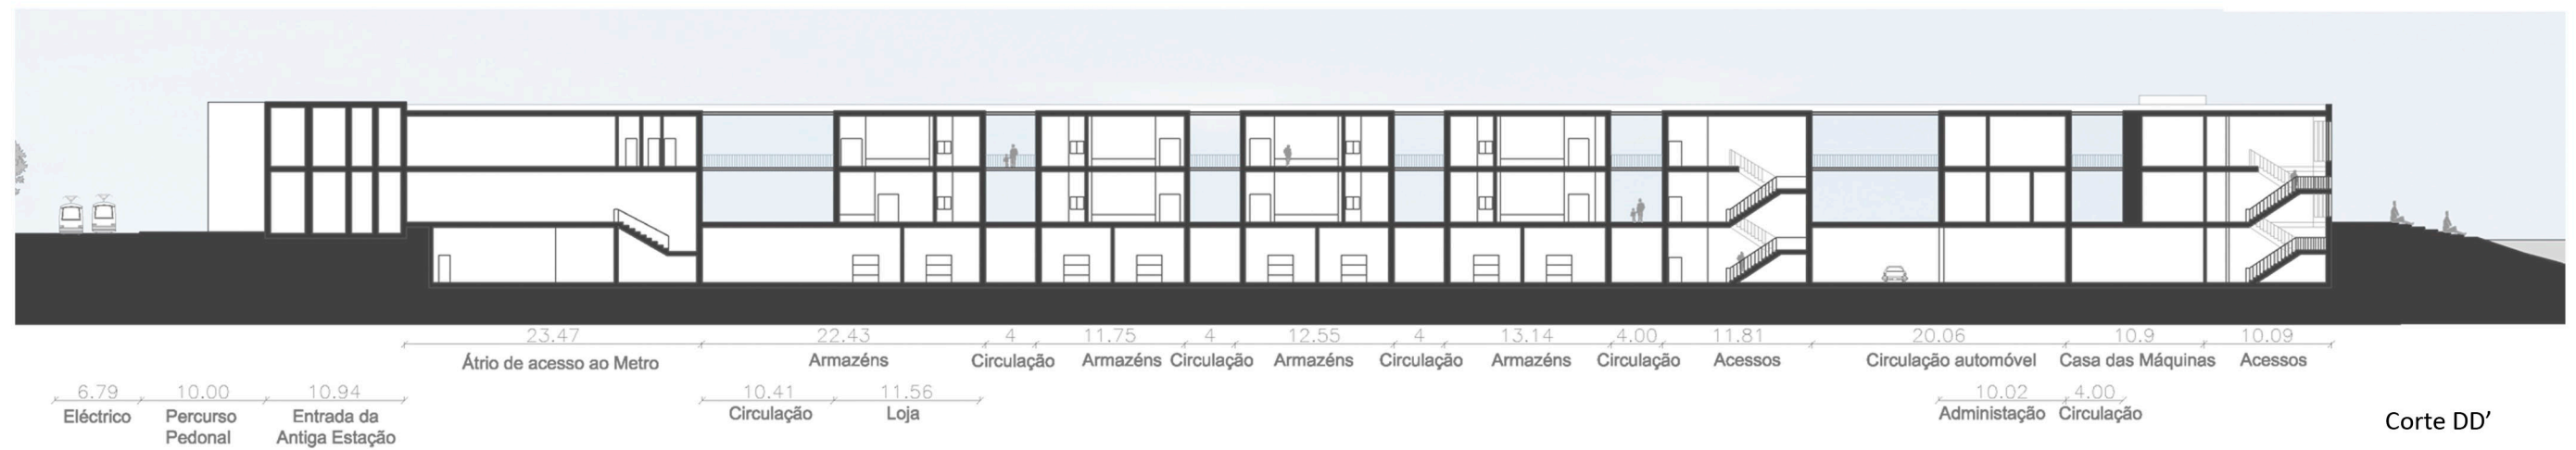 23.47 22.43 4 11.75 4 12.55 4 13.14 4.00 11.81 20.06 10.9 10.09
Átrio de acesso ao Metro Armazéns Circulação Armazéns Circulação Armazéns Circulação Armazéns Circulação Acessos Circulação automóvel Casa das Máquinas Acessos
6.79 10.00 10.94 10.41 11.56 10.02 4.00
Eléctrico Percurso Entrada da Circulação Loja Administação Circulação
Pedonal Antiga Estação
Corte DD’